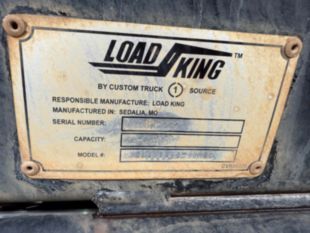 LOAD KING ™
BY CUSTOM TRUCK 1 SOURCE
RESPONSIBLE MANUFACTURE: LOAD KING
MANUFACTURED IN: SEDALIA, MO
SERIAL NUMBER:
CAPACITY:
MODEL #: